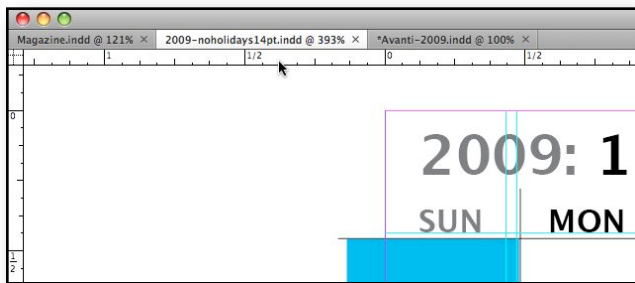 Magazine.indd @ 121% × 2009-noholidays14pt.indd @ 393% × *Avanti-2009.indd @ 100% ×
1 1/2 0 1/2
0
2009: 1
SUN MON
1/2